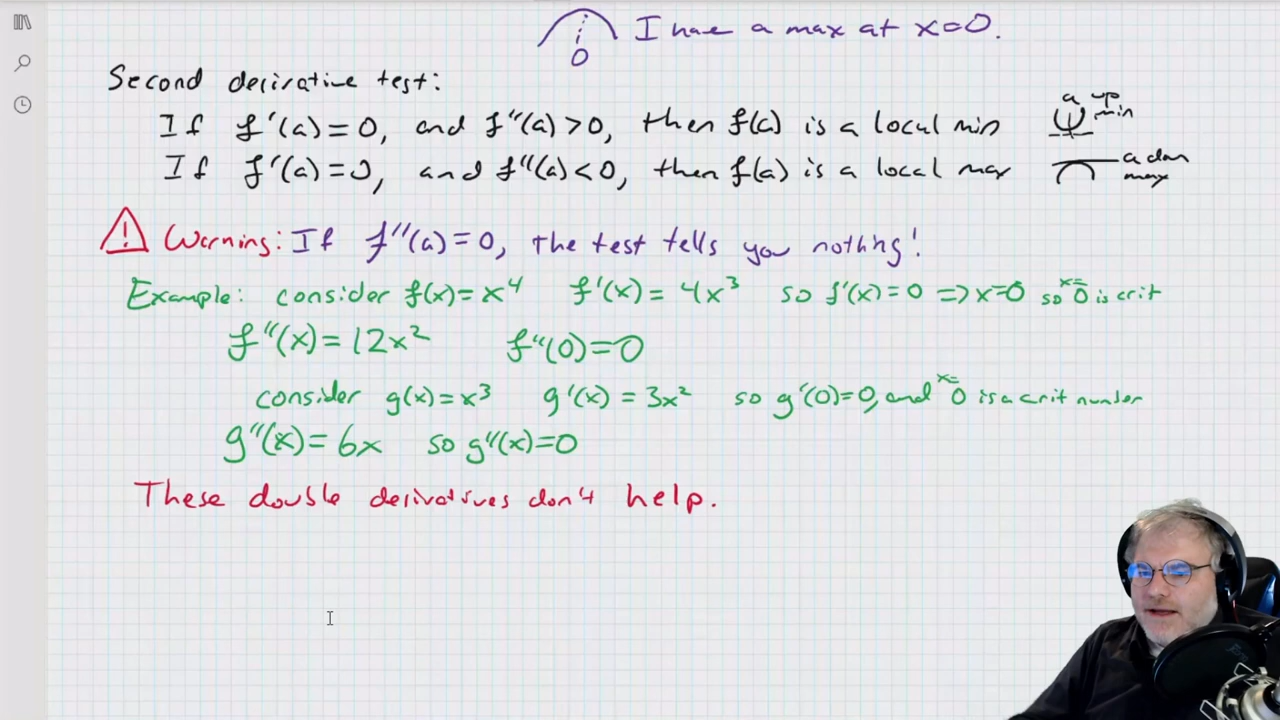 0 I have a max at x=0.
Second derivative test:
If f'(a)=0, and f''(a)>0, then f(a) is a local min a up min
If f'(a)=0, and f''(a)<0, then f(a) is a local max a down max
! Warning: If f''(a)=0, the test tells you nothing!
Example: consider f(x)=x⁴ f'(x)=4x³ so f'(x)=0 => x=0 so x=0 is crit
f''(x)=12x² f''(0)=0
consider g(x)=x³ g'(x)=3x² so g'(0)=0, and x=0 is a crit number
g''(x)=6x so g''(x)=0
These double derivatives don't help.